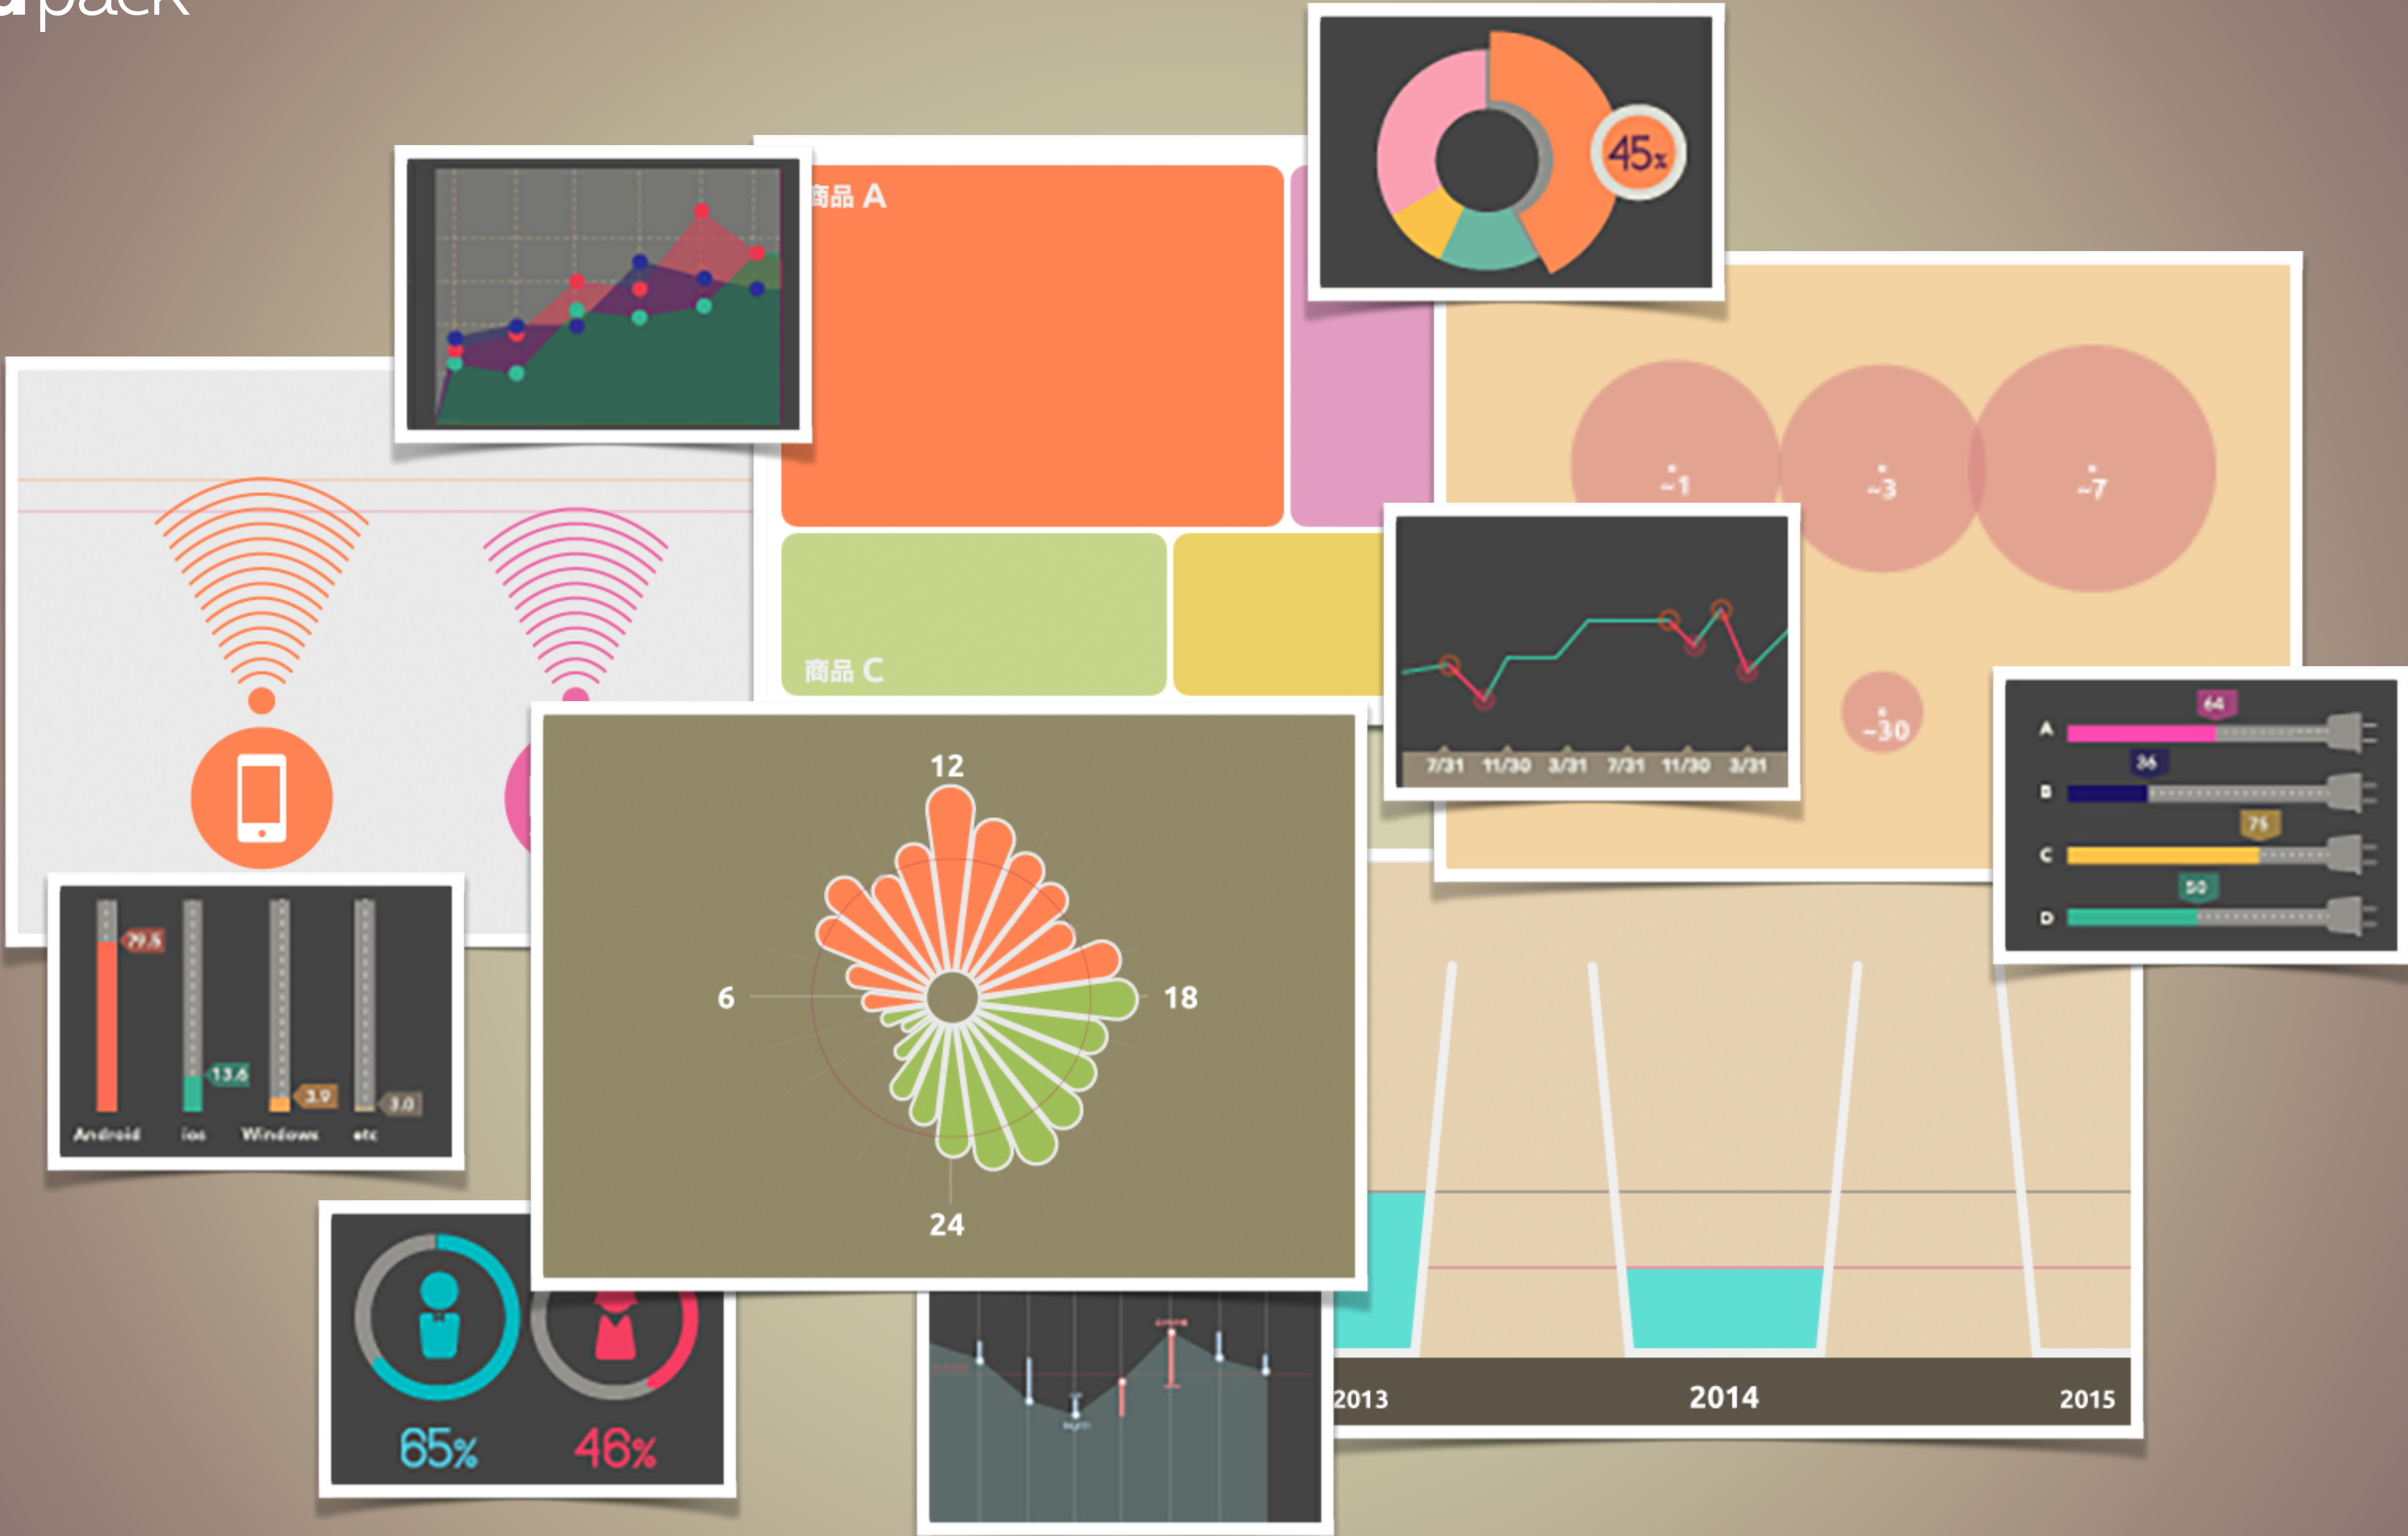 pack
45%
商品 A
~1
~3
~7
商品 C
~30
7/31 11/30 3/31 7/31 11/30 3/31
64
A
36
B
75
C
50
D
12
6
18
24
79.5
13.6
3.9
3.0
Android ios Windows etc
65% 46%
2013 2014 2015